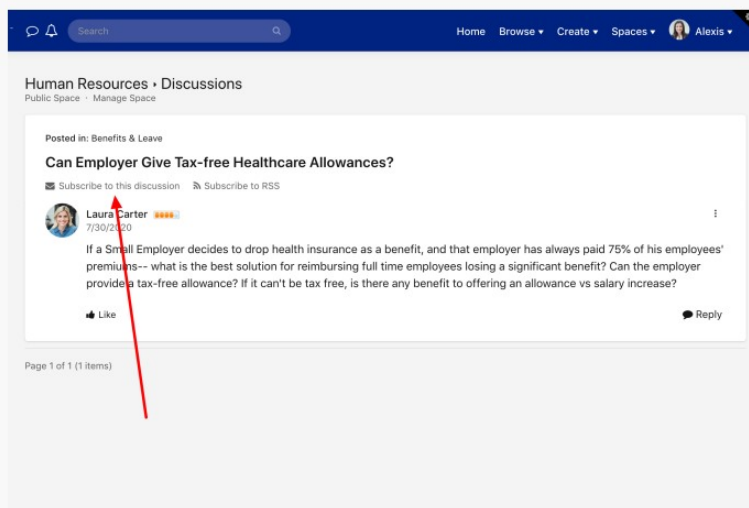 Search
Home Browse ▾ Create ▾ Spaces ▾ Alexis ▾
Human Resources › Discussions
Public Space · Manage Space
Posted in: Benefits & Leave
Can Employer Give Tax-free Healthcare Allowances?
Subscribe to this discussion Subscribe to RSS
Laura Carter
7/30/2020
If a Small Employer decides to drop health insurance as a benefit, and that employer has always paid 75% of his employees'
premiums-- what is the best solution for reimbursing full time employees losing a significant benefit? Can the employer
provide a tax-free allowance? If it can't be tax free, is there any benefit to offering an allowance vs salary increase?
Like Reply
Page 1 of 1 (1 items)